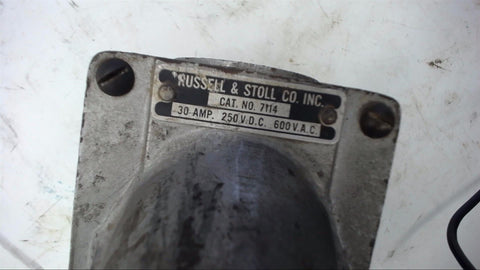 RUSSELL & STOLL CO. INC.
CAT. NO. 7114
30 AMP. 250 V.D.C. 600 V.A.C.